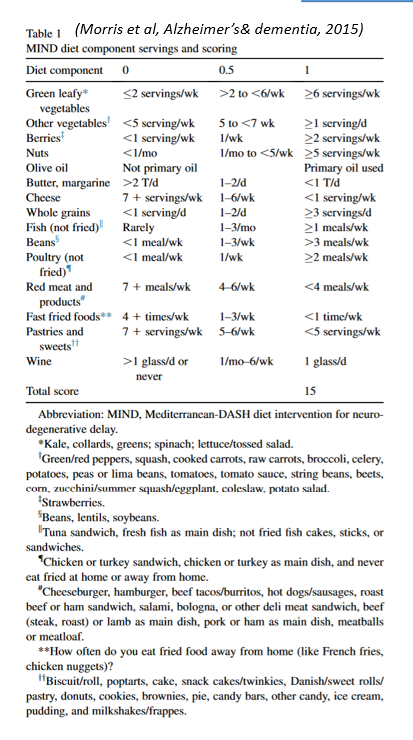 Table 1 (Morris et al, Alzheimer's& dementia, 2015)
MIND diet component servings and scoring
Diet component 0 0.5 1
Green leafy* vegetables ≤2 servings/wk >2 to <6/wk ≥6 servings/wk
Other vegetables† <5 serving/wk 5 to <7 wk ≥1 serving/d
Berries‡ <1 serving/wk 1/wk ≥2 servings/wk
Nuts <1/mo 1/mo to <5/wk ≥5 servings/wk
Olive oil Not primary oil Primary oil used
Butter, margarine >2 T/d 1–2/d <1 T/d
Cheese 7 + servings/wk 1–6/wk <1 serving/wk
Whole grains <1 serving/d 1–2/d ≥3 servings/d
Fish (not fried)‖ Rarely 1–3/mo ≥1 meals/wk
Beans§ <1 meal/wk 1–3/wk >3 meals/wk
Poultry (not fried)¶ <1 meal/wk 1/wk ≥2 meals/wk
Red meat and products# 7 + meals/wk 4–6/wk <4 meals/wk
Fast fried foods** 4 + times/wk 1–3/wk <1 time/wk
Pastries and sweets†† 7 + servings/wk 5–6/wk <5 servings/wk
Wine >1 glass/d or never 1/mo–6/wk 1 glass/d
Total score 15
Abbreviation: MIND, Mediterranean-DASH diet intervention for neuro-
degenerative delay.
*Kale, collards, greens; spinach; lettuce/tossed salad.
†Green/red peppers, squash, cooked carrots, raw carrots, broccoli, celery,
potatoes, peas or lima beans, tomatoes, tomato sauce, string beans, beets,
corn, zucchini/summer squash/eggplant, coleslaw, potato salad.
‡Strawberries.
§Beans, lentils, soybeans.
‖Tuna sandwich, fresh fish as main dish; not fried fish cakes, sticks, or
sandwiches.
¶Chicken or turkey sandwich, chicken or turkey as main dish, and never
eat fried at home or away from home.
#Cheeseburger, hamburger, beef tacos/burritos, hot dogs/sausages, roast
beef or ham sandwich, salami, bologna, or other deli meat sandwich, beef
(steak, roast) or lamb as main dish, pork or ham as main dish, meatballs
or meatloaf.
**How often do you eat fried food away from home (like French fries,
chicken nuggets)?
††Biscuit/roll, poptarts, cake, snack cakes/twinkies, Danish/sweet rolls/
pastry, donuts, cookies, brownies, pie, candy bars, other candy, ice cream,
pudding, and milkshakes/frappes.